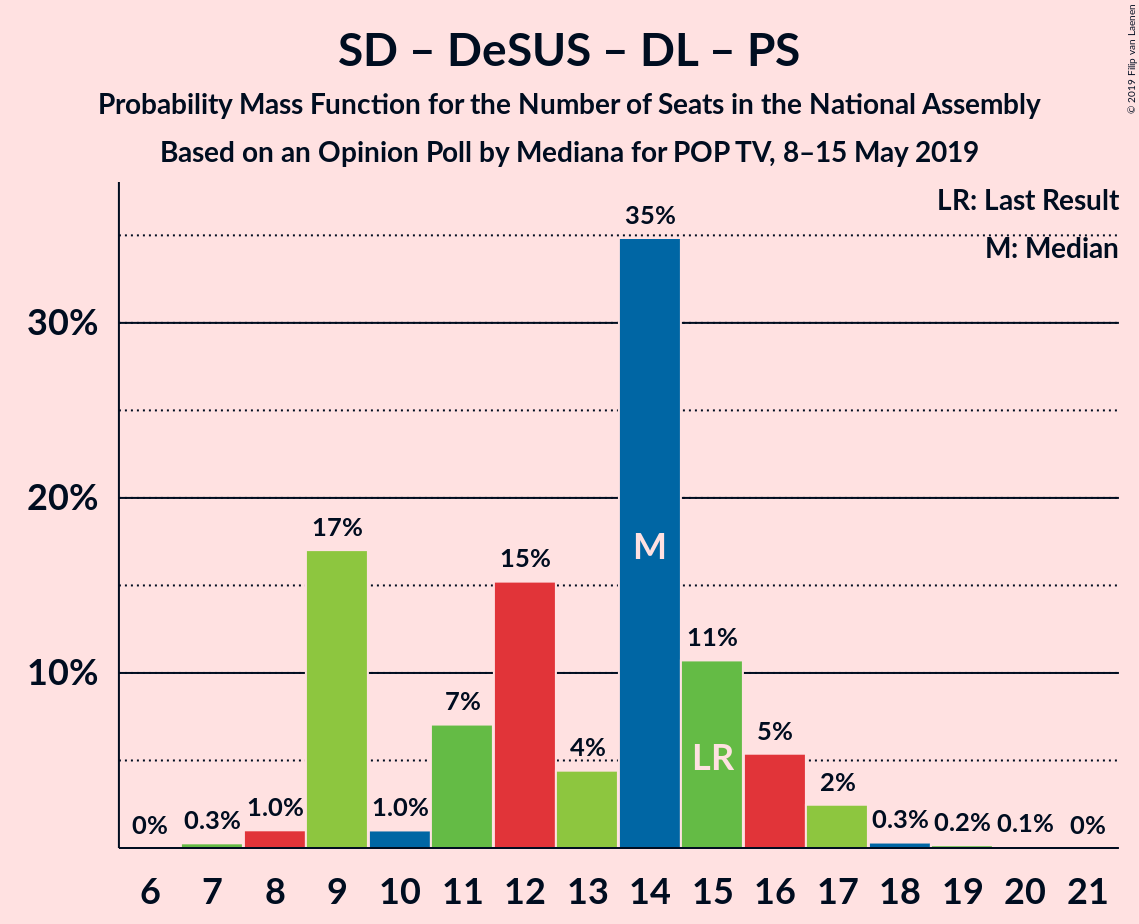 SD – DeSUS – DL – PS
Probability Mass Function for the Number of Seats in the National Assembly
Based on an Opinion Poll by Mediana for POP TV, 8–15 May 2019
© 2019 Filip van Laenen
LR: Last Result
M: Median
30%
20%
10%
0%
0.3%
1.0%
17%
1.0%
7%
15%
4%
35%
11%
5%
2%
0.3%
0.2%
0.1%
0%
M
LR
6 7 8 9 10 11 12 13 14 15 16 17 18 19 20 21